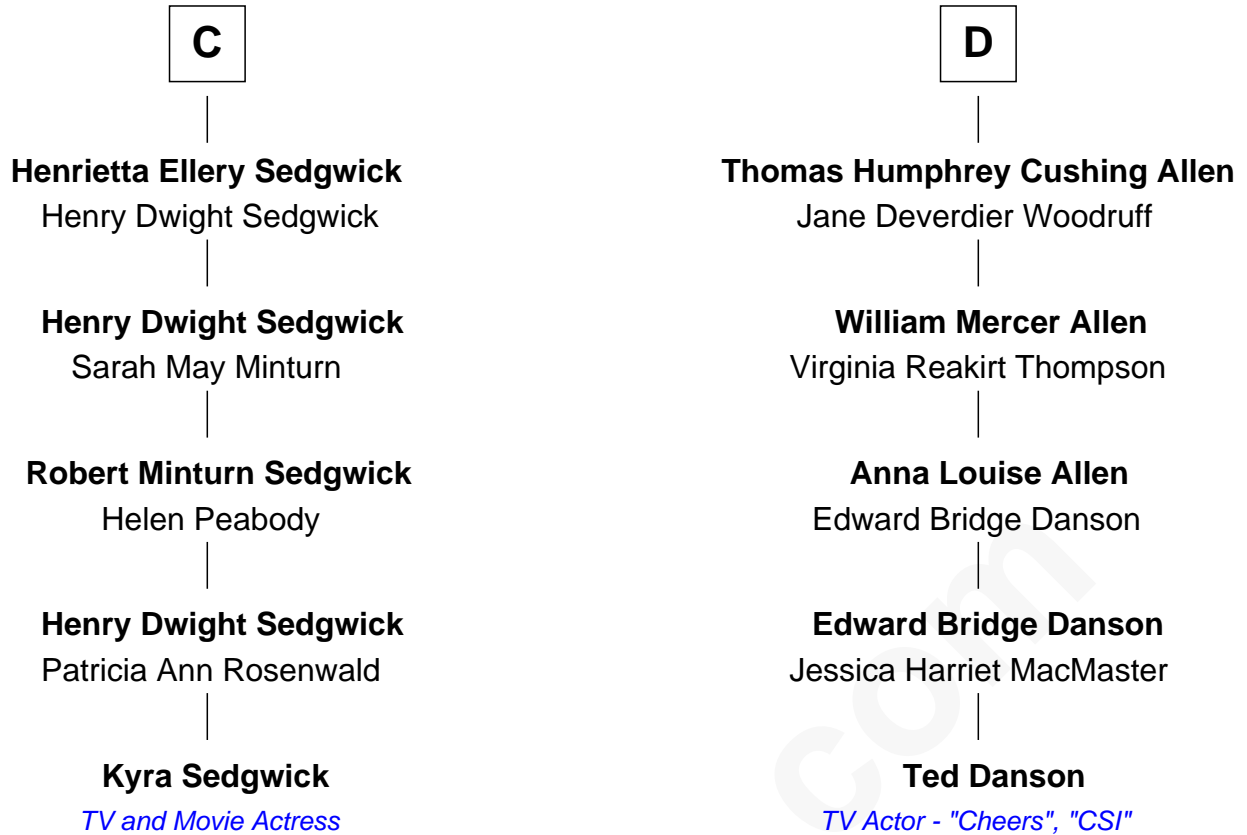 C
Henrietta Ellery Sedgwick
Henry Dwight Sedgwick
Henry Dwight Sedgwick
Sarah May Minturn
Robert Minturn Sedgwick
Helen Peabody
Henry Dwight Sedgwick
Patricia Ann Rosenwald
Kyra Sedgwick
TV and Movie Actress
D
Thomas Humphrey Cushing Allen
Jane Deverdier Woodruff
William Mercer Allen
Virginia Reakirt Thompson
Anna Louise Allen
Edward Bridge Danson
Edward Bridge Danson
Jessica Harriet MacMaster
Ted Danson
TV Actor - "Cheers", "CSI"
com